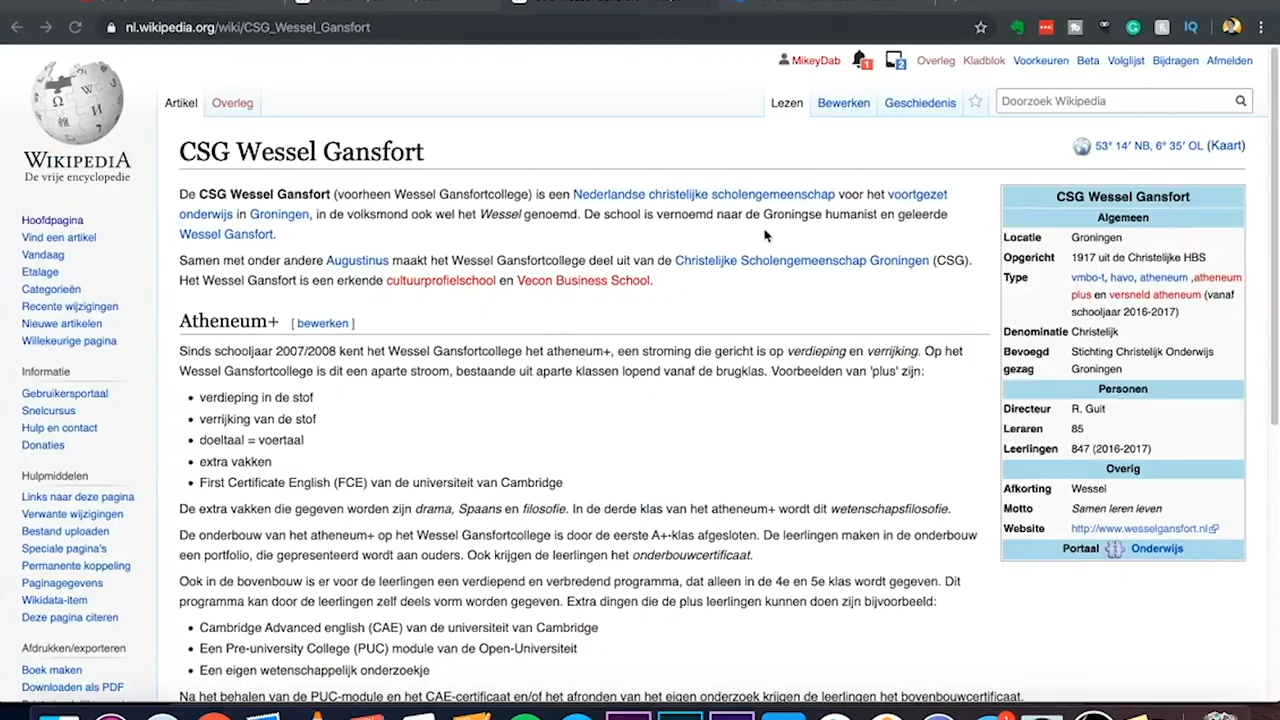 nl.wikipedia.org/wiki/CSG_Wessel_Gansfort
MikeyDab 1 2 Overleg Kladblok Voorkeuren Beta Volglijst Bijdragen Afmelden
Artikel Overleg Lezen Bewerken Geschiedenis Doorzoek Wikipedia
WIKIPEDIA
De vrije encyclopedie
Hoofdpagina
Vind een artikel
Vandaag
Etalage
Categorieën
Recente wijzigingen
Nieuwe artikelen
Willekeurige pagina
Informatie
Gebruikersportaal
Snelcursus
Hulp en contact
Donaties
Hulpmiddelen
Links naar deze pagina
Verwante wijzigingen
Bestand uploaden
Speciale pagina's
Permanente koppeling
Paginagegevens
Wikidata-item
Deze pagina citeren
Afdrukken/exporteren
Boek maken
Downloaden als PDF
CSG Wessel Gansfort
53° 14′ NB, 6° 35′ OL (Kaart)
De CSG Wessel Gansfort (voorheen Wessel Gansfortcollege) is een Nederlandse christelijke scholengemeenschap voor het voortgezet
onderwijs in Groningen, in de volksmond ook wel het Wessel genoemd. De school is vernoemd naar de Groningse humanist en geleerde
Wessel Gansfort.
Samen met onder andere Augustinus maakt het Wessel Gansfortcollege deel uit van de Christelijke Scholengemeenschap Groningen (CSG).
Het Wessel Gansfort is een erkende cultuurprofielschool en Vecon Business School.
Atheneum+ [ bewerken ]
Sinds schooljaar 2007/2008 kent het Wessel Gansfortcollege het atheneum+, een stroming die gericht is op verdieping en verrijking. Op het
Wessel Gansfortcollege is dit een aparte stroom, bestaande uit aparte klassen lopend vanaf de brugklas. Voorbeelden van 'plus' zijn:
• verdieping in de stof
• verrijking van de stof
• doeltaal = voertaal
• extra vakken
• First Certificate English (FCE) van de universiteit van Cambridge
De extra vakken die gegeven worden zijn drama, Spaans en filosofie. In de derde klas van het atheneum+ wordt dit wetenschapsfilosofie.
De onderbouw van het atheneum+ op het Wessel Gansfortcollege is door de eerste A+-klas afgesloten. De leerlingen maken in de onderbouw
een portfolio, die gepresenteerd wordt aan ouders. Ook krijgen de leerlingen het onderbouwcertificaat.
Ook in de bovenbouw is er voor de leerlingen een verdiepend en verbredend programma, dat alleen in de 4e en 5e klas wordt gegeven. Dit
programma kan door de leerlingen zelf deels vorm worden gegeven. Extra dingen die de plus leerlingen kunnen doen zijn bijvoorbeeld:
• Cambridge Advanced english (CAE) van de universiteit van Cambridge
• Een Pre-university College (PUC) module van de Open-Universiteit
• Een eigen wetenschappelijk onderzoekje
Na het behalen van de PUC-module en het CAE-certificaat en/of het afronden van het eigen onderzoek krijgen de leerlingen het bovenbouwcertificaat.
CSG Wessel Gansfort
Algemeen
Locatie Groningen
Opgericht 1917 uit de Christelijke HBS
Type vmbo-t, havo, atheneum ,atheneum
plus en versneld atheneum (vanaf
schooljaar 2016-2017)
Denominatie Christelijk
Bevoegd Stichting Christelijk Onderwijs
gezag Groningen
Personen
Directeur R. Guit
Leraren 85
Leerlingen 847 (2016-2017)
Overig
Afkorting Wessel
Motto Samen leren leven
Website http://www.wesselgansfort.nl
Portaal Onderwijs